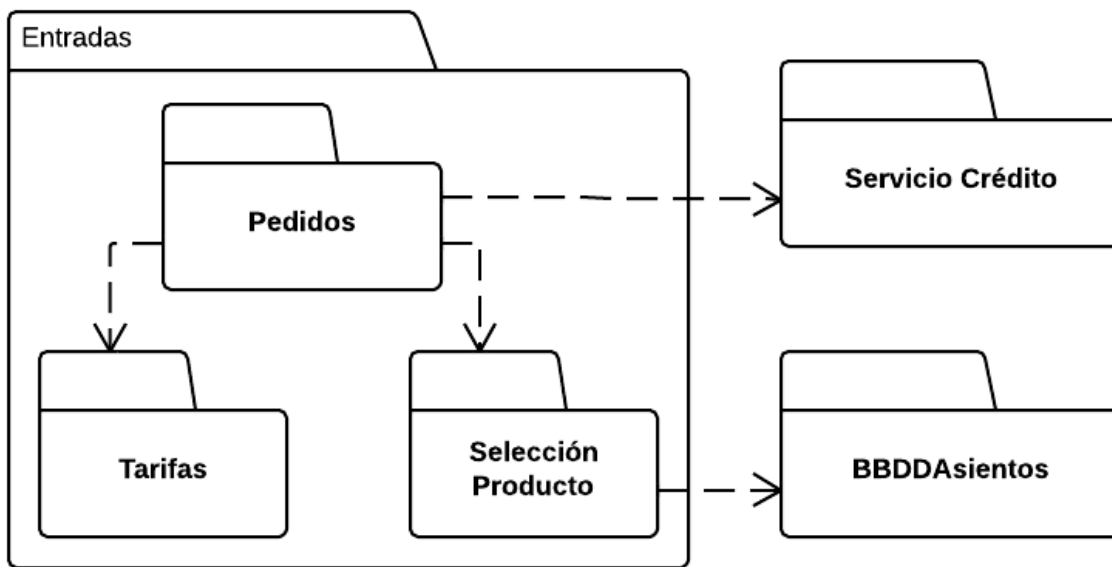 Entradas
Servicio Crédito
Pedidos
Tarifas
Selección
Producto
BBDDAsientos